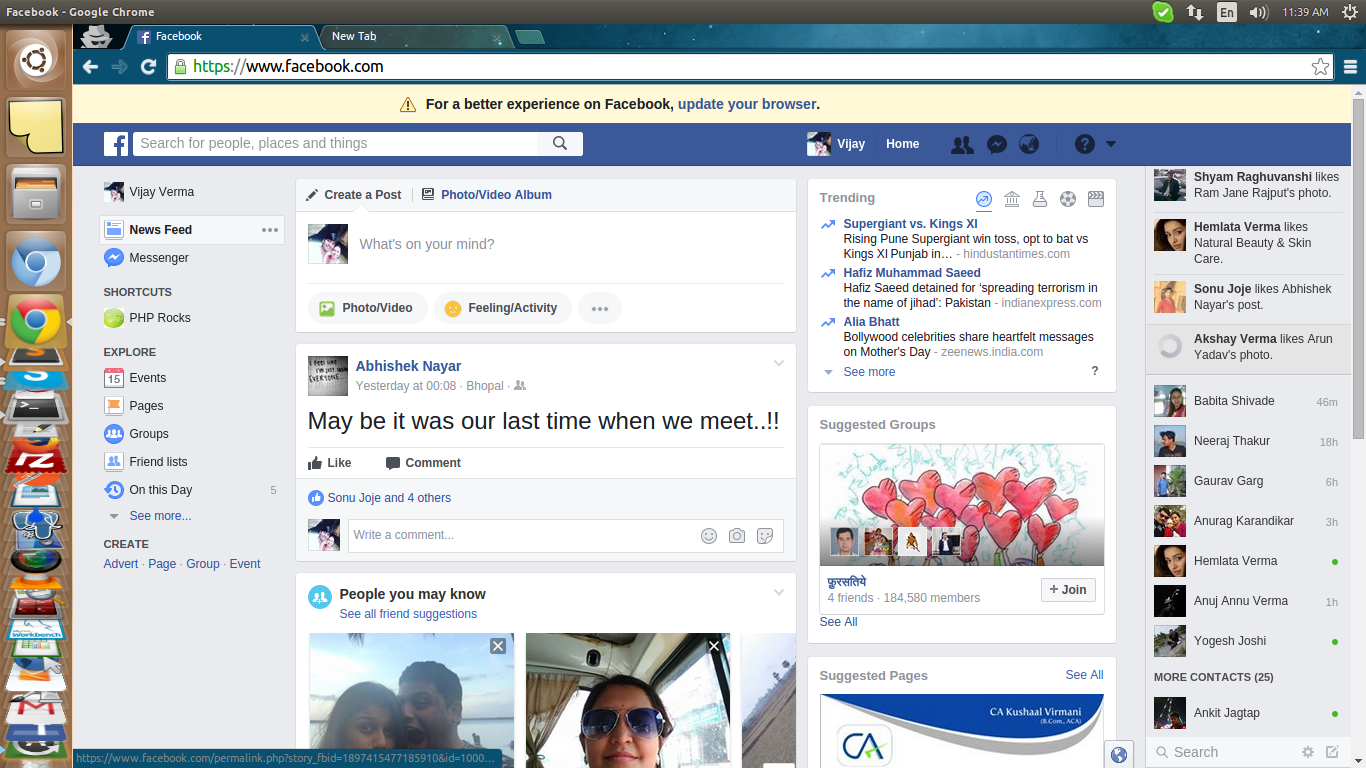 Facebook - Google Chrome
En
11:39 AM
Facebook
New Tab
https://www.facebook.com
For a better experience on Facebook, update your browser.
Search for people, places and things
Vijay
Home
Vijay Verma
News Feed
Messenger
SHORTCUTS
PHP Rocks
EXPLORE
15
Events
Pages
Groups
Friend lists
On this Day
5
See more...
CREATE
Advert · Page · Group · Event
Create a Post
Photo/Video Album
What's on your mind?
Photo/Video
Feeling/Activity
Abhishek Nayar
Yesterday at 00:08 · Bhopal ·
May be it was our last time when we meet..!!
Like
Comment
Sonu Joje and 4 others
Write a comment...
People you may know
See all friend suggestions
Trending
Supergiant vs. Kings XI
Rising Pune Supergiant win toss, opt to bat vs
Kings XI Punjab in… - hindustantimes.com
Hafiz Muhammad Saeed
Hafiz Saeed detained for ‘spreading terrorism in
the name of jihad’: Pakistan - indianexpress.com
Alia Bhatt
Bollywood celebrities share heartfelt messages
on Mother's Day - zeenews.india.com
See more
?
Suggested Groups
फ़ुरसतिये
4 friends · 184,580 members
+ Join
See All
Suggested Pages
See All
CA Kushaal Virmani
(B.Com., ACA)
CA
Shyam Raghuvanshi likes
Ram Jane Rajput's photo.
Hemlata Verma likes
Natural Beauty & Skin
Care.
Sonu Joje likes Abhishek
Nayar's post.
Akshay Verma likes Arun
Yadav's photo.
Babita Shivade
46m
Neeraj Thakur
18h
Gaurav Garg
6h
Anurag Karandikar
3h
Hemlata Verma
Anuj Annu Verma
1h
Yogesh Joshi
MORE CONTACTS (25)
Ankit Jagtap
Search
Workbench
https://www.facebook.com/permalink.php?story_fbid=1897415477185910&id=1000...